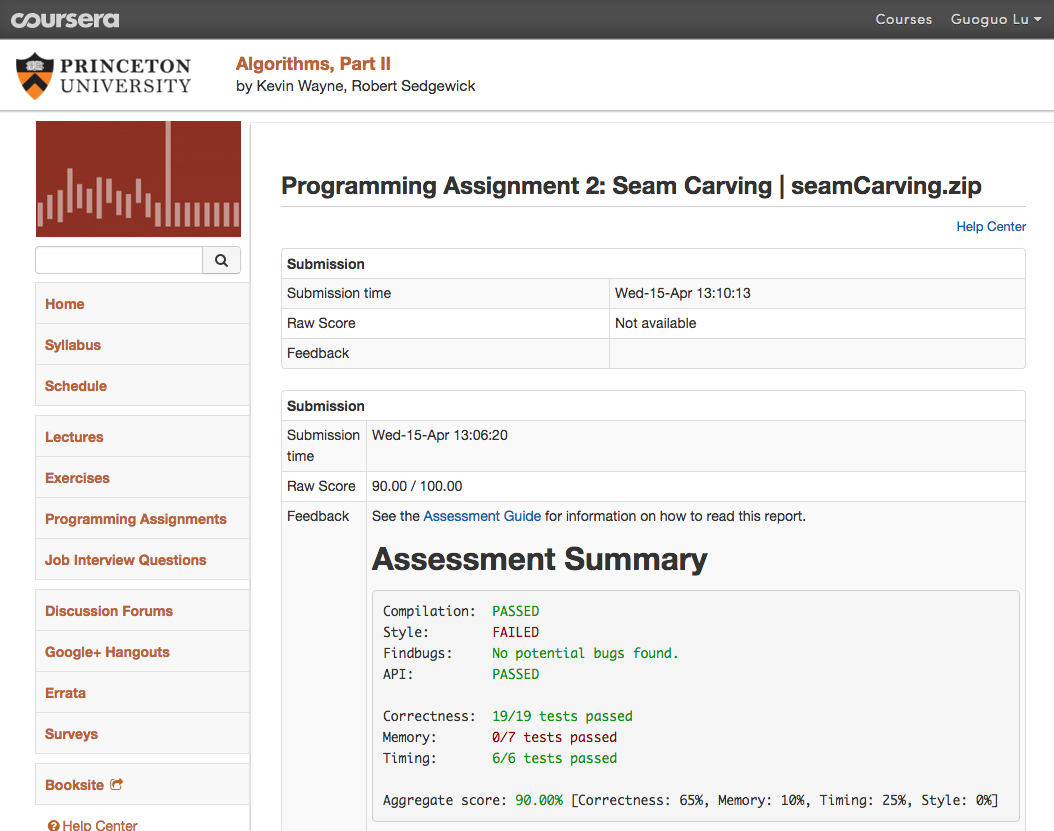 coursera
Courses Guoguo Lu
PRINCETON
UNIVERSITY
Algorithms, Part II
by Kevin Wayne, Robert Sedgewick
Programming Assignment 2: Seam Carving | seamCarving.zip
Help Center
Home
Syllabus
Schedule
Lectures
Exercises
Programming Assignments
Job Interview Questions
Discussion Forums
Google+ Hangouts
Errata
Surveys
Booksite
Help Center
Submission
Submission time Wed-15-Apr 13:10:13
Raw Score Not available
Feedback
Submission
Submission time Wed-15-Apr 13:06:20
Raw Score 90.00 / 100.00
Feedback See the Assessment Guide for information on how to read this report.
Assessment Summary
Compilation: PASSED
Style: FAILED
Findbugs: No potential bugs found.
API: PASSED
Correctness: 19/19 tests passed
Memory: 0/7 tests passed
Timing: 6/6 tests passed
Aggregate score: 90.00% [Correctness: 65%, Memory: 10%, Timing: 25%, Style: 0%]